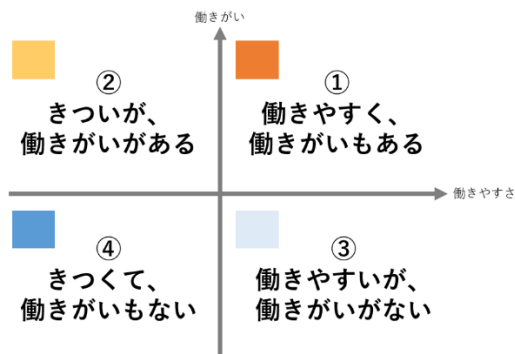 働きがい
②
きついが、
働きがいがある
①
働きやすく、
働きがいもある
働きやすさ
④
きつくて、
働きがいもない
③
働きやすいが、
働きがいがない